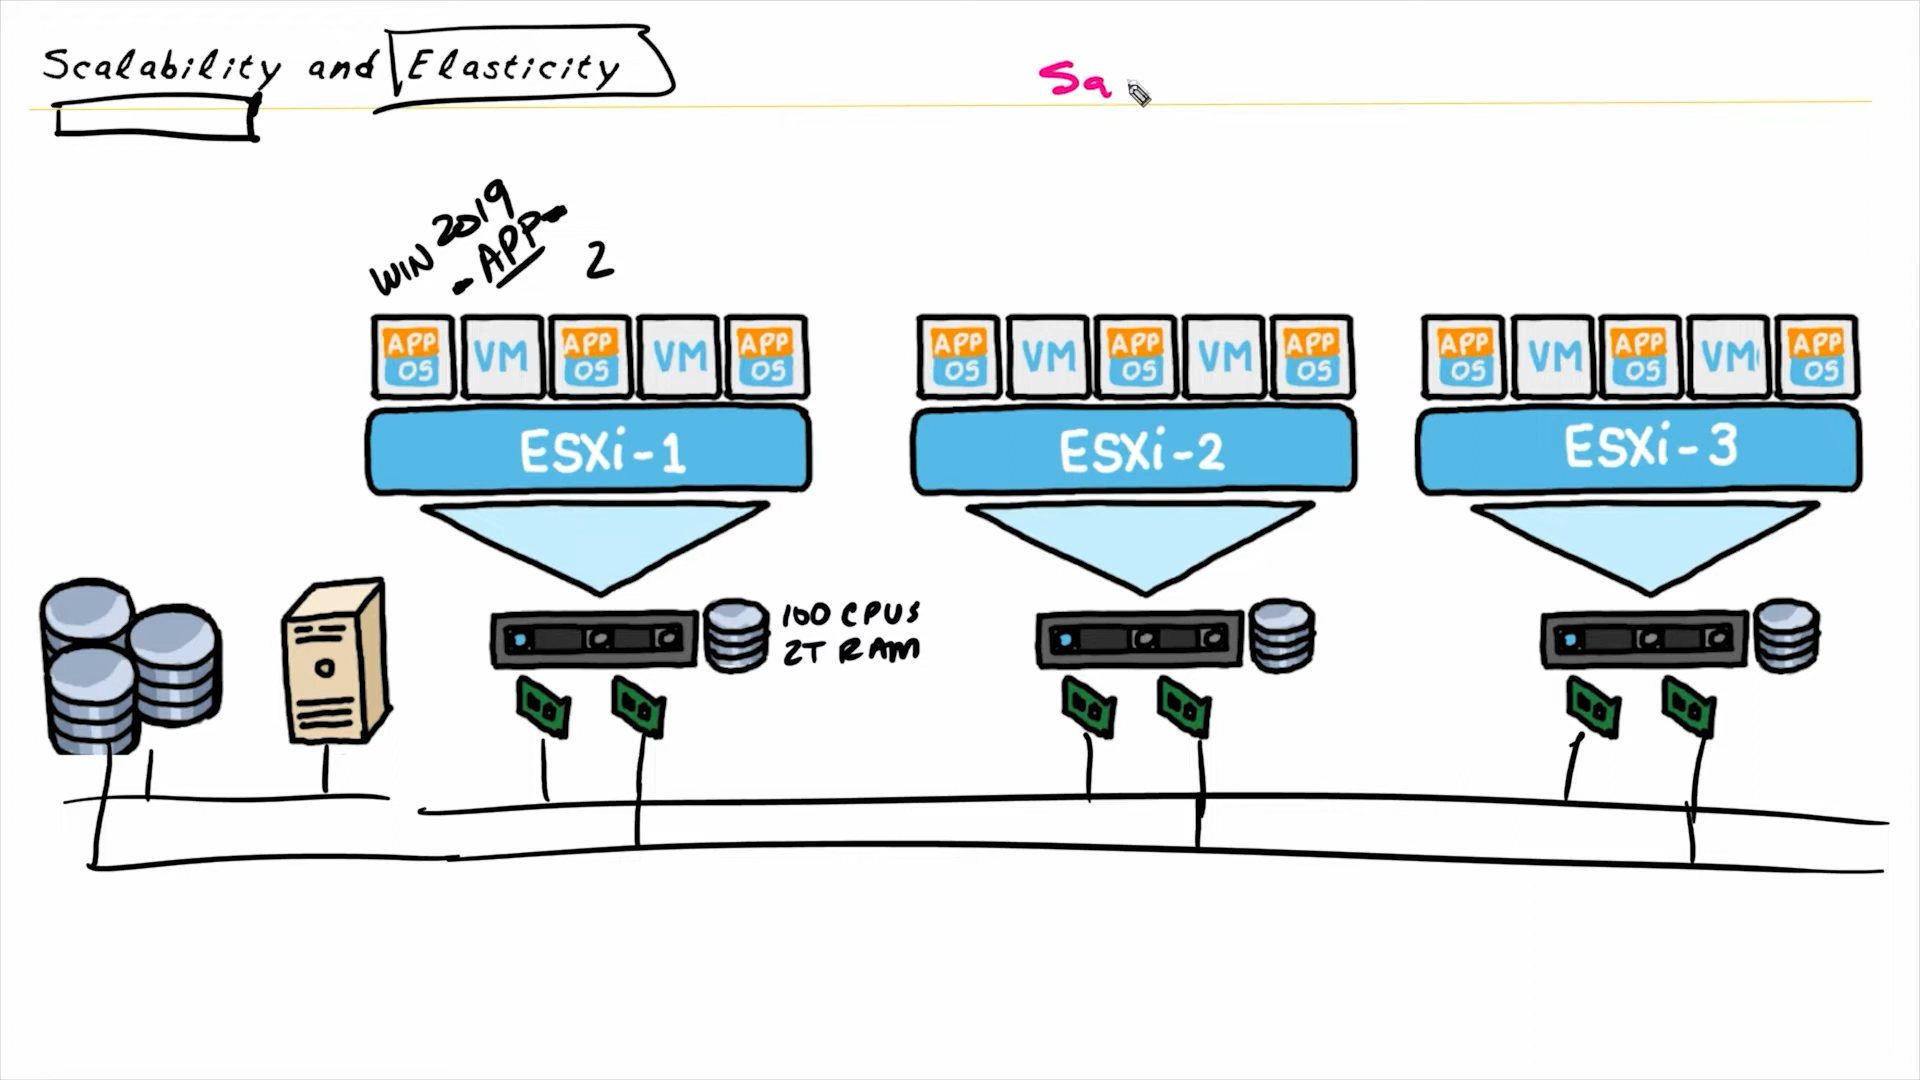 Scalability and Elasticity
Sa
WIN 2019
- APP -
2
APP OS VM APP OS VM APP OS
APP OS VM APP OS VM APP OS
APP OS VM APP OS VM APP OS
ESXi-1
ESXi-2
ESXi-3
100 CPUS
2T RAM